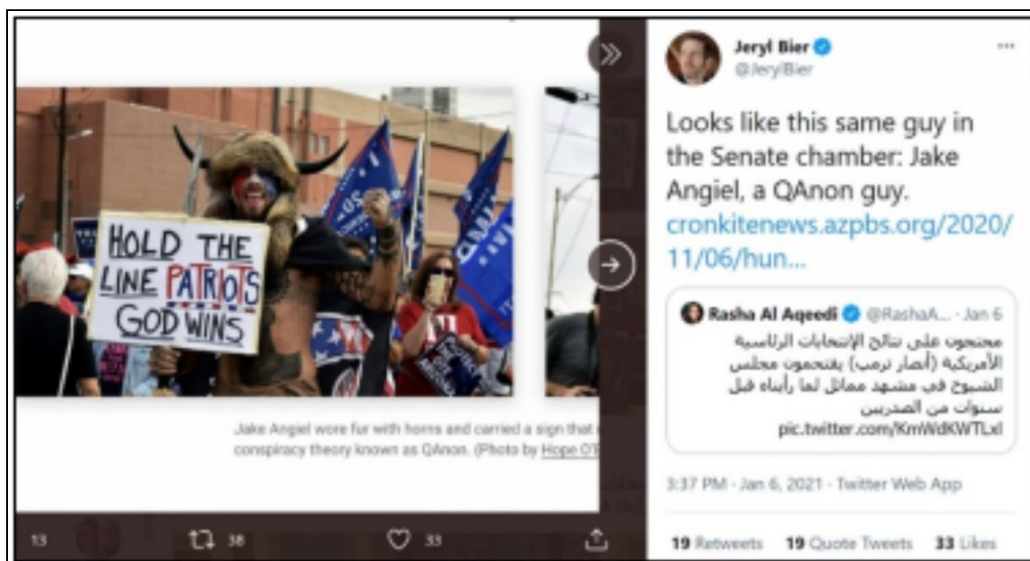 HOLD THE
LINE PATRIOTS
GOD WINS
Jake Angiel wore fur with horns and carried a sign that
conspiracy theory known as QAnon. (Photo by Hope O'
13
38
33
Jeryl Bier
@JerylBier
Looks like this same guy in
the Senate chamber: Jake
Angiel, a QAnon guy.
cronkitenews.azpbs.org/2020/
11/06/hun...
Rasha Al Aqeedi @RashaA... · Jan 6
محتجون على نتائج الإنتخابات الرئاسية
الأمريكية (أنصار ترمب) يقتحمون مجلس
الشيوخ في مشهد مماثل لما رأيناه قبل
سنوات من الصدريين
pic.twitter.com/KmWdKWTLxl
3:37 PM · Jan 6, 2021 · Twitter Web App
19 Retweets 19 Quote Tweets 33 Likes